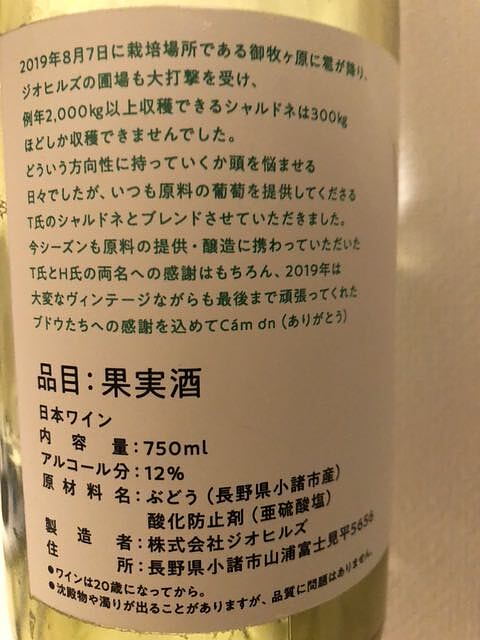 2019年8月7日に栽培場所である御牧ヶ原に雹が降り、
ジオヒルズの圃場も大打撃を受け、
例年2,000kg以上収穫できるシャルドネは300kg
ほどしか収穫できませんでした。
どういう方向性に持っていくか頭を悩ませる
日々でしたが、いつも原料の葡萄を提供してくださる
T氏のシャルドネとブレンドさせていただきました。
今シーズンも原料の提供・醸造に携わっていただいた
T氏とH氏の両名への感謝はもちろん、2019年は
大変なヴィンテージながらも最後まで頑張ってくれた
ブドウたちへの感謝を込めてCám ơn（ありがとう）
品目：果実酒
日本ワイン
内容量：750ml
アルコール分：12%
原材料名：ぶどう（長野県小諸市産）
酸化防止剤（亜硫酸塩）
製造者：株式会社ジオヒルズ
住所：長野県小諸市山浦富士見平5656
●ワインは20歳になってから。
●沈殿物や濁りが出ることがありますが、品質に問題はありません。